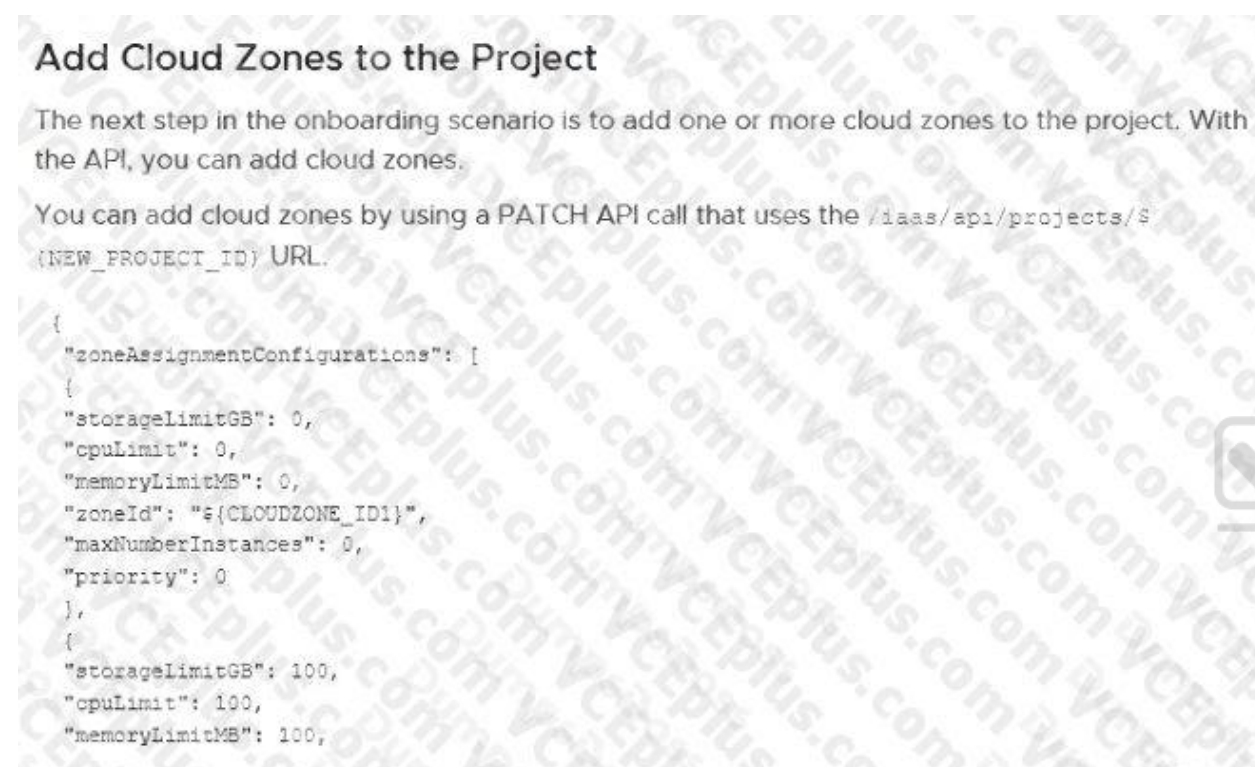 Add Cloud Zones to the Project
The next step in the onboarding scenario is to add one or more cloud zones to the project. With
the API, you can add cloud zones.
You can add cloud zones by using a PATCH API call that uses the /iaas/api/projects/$
{NEW_PROJECT_ID} URL.
{
"zoneAssignmentConfigurations": [
{
"storageLimitGB": 0,
"cpuLimit": 0,
"memoryLimitMB": 0,
"zoneId": "${CLOUDZONE_ID1}",
"maxNumberInstances": 0,
"priority": 0
},
{
"storageLimitGB": 100,
"cpuLimit": 100,
"memoryLimitMB": 100,
VCEplus.com